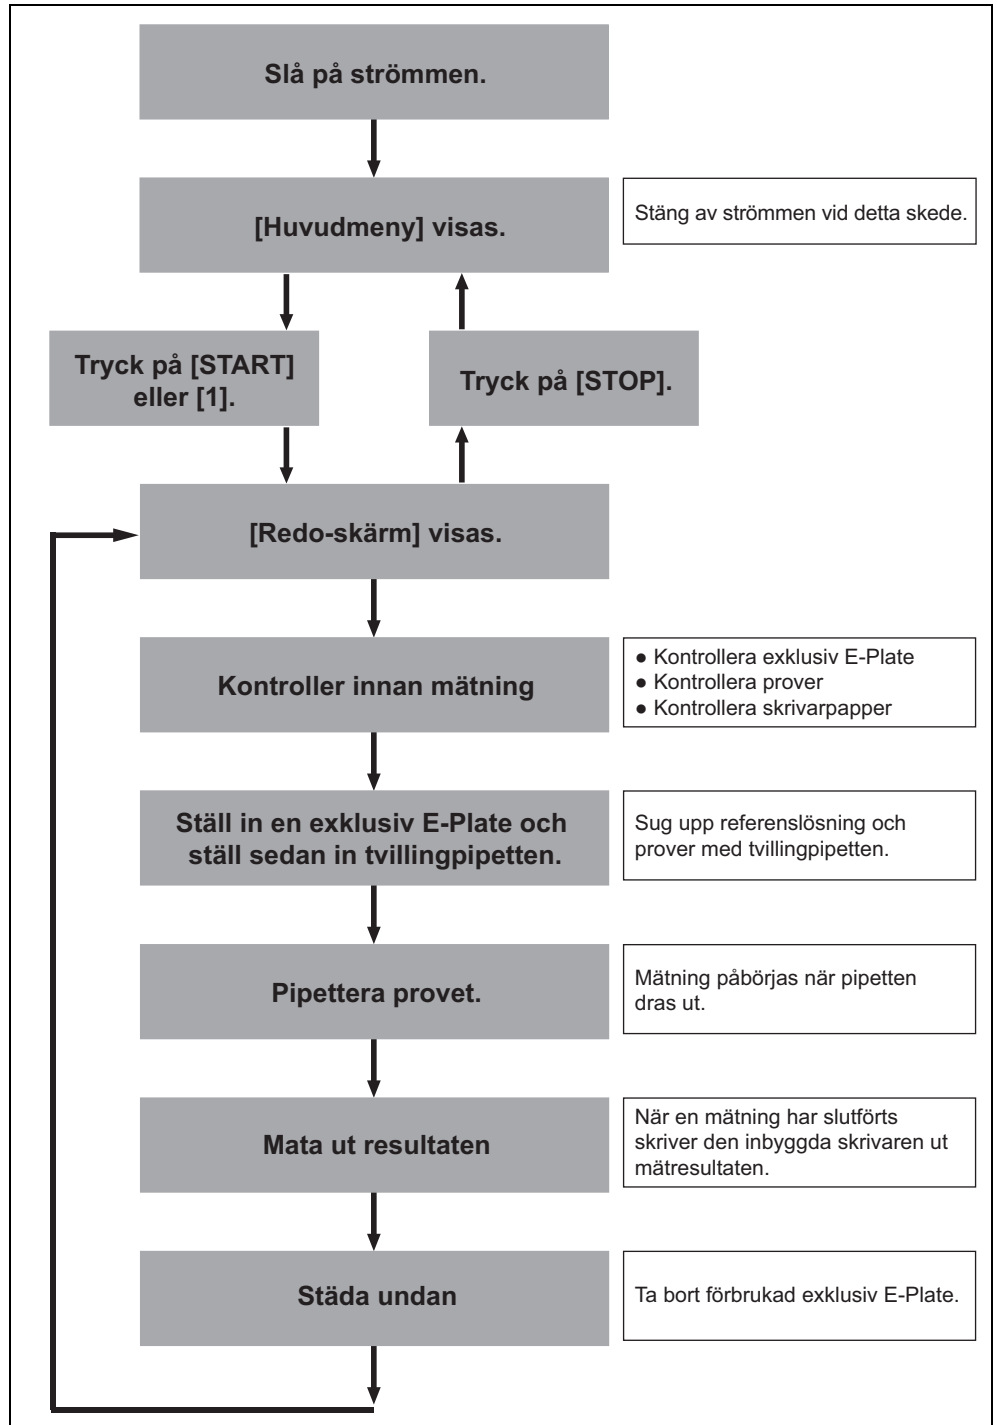 Slå på strömmen.
[Huvudmeny] visas.
Stäng av strömmen vid detta skede.
Tryck på [START]
eller [1].
Tryck på [STOP].
[Redo-skärm] visas.
Kontroller innan mätning
● Kontrollera exklusiv E-Plate
● Kontrollera prover
● Kontrollera skrivarpapper
Ställ in en exklusiv E-Plate och
ställ sedan in tvillingpipetten.
Sug upp referenslösning och
prover med tvillingpipetten.
Pipettera provet.
Mätning påbörjas när pipetten
dras ut.
Mata ut resultaten
När en mätning har slutförts
skriver den inbyggda skrivaren ut
mätresultaten.
Städa undan
Ta bort förbrukad exklusiv E-Plate.